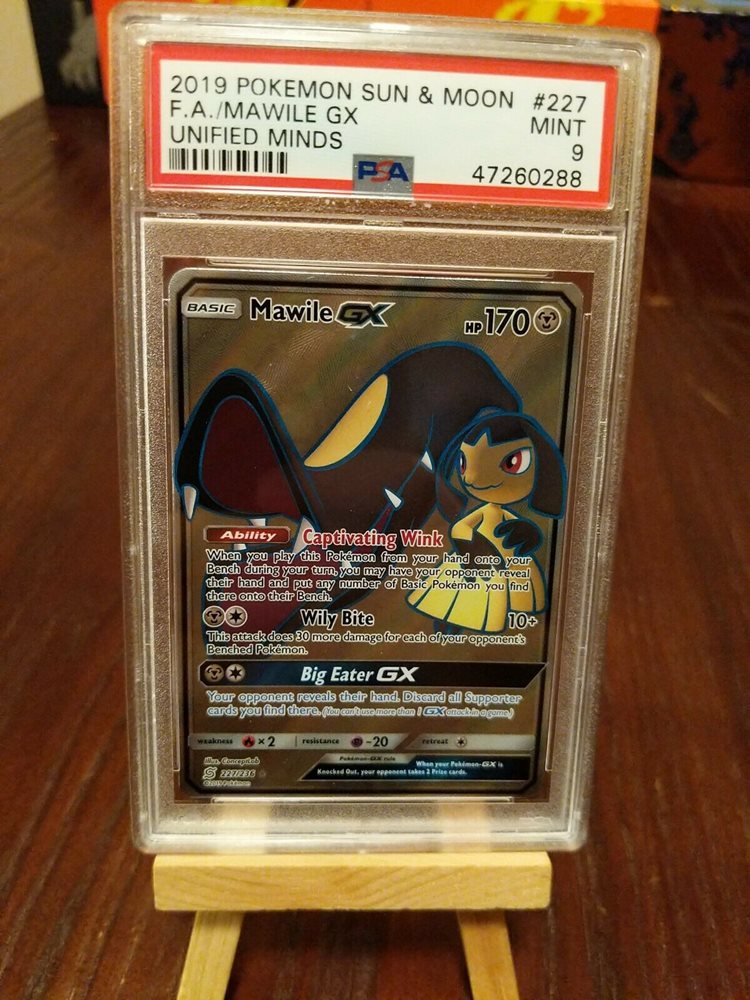 2019 POKEMON SUN & MOON #227
F.A./MAWILE GX MINT
UNIFIED MINDS 9
PSA 47260288
BASIC Mawile GX HP 170
Ability Captivating Wink
When you play this Pokémon from your hand onto your
Bench during your turn, you may have your opponent reveal
their hand and put any number of Basic Pokémon you find
there onto their Bench.
Wily Bite 10+
This attack does 30 more damage for each of your opponent's
Benched Pokémon.
Big Eater GX
Your opponent reveals their hand. Discard all Supporter
cards you find there. (You can't use more than 1 GX attack in a game.)
weakness ×2 resistance -20 retreat
Pokémon-GX rule When your Pokémon-GX is
Knocked Out, your opponent takes 2 Prize cards.
Illus. ConceptLab
227/236
©2019 Pokémon